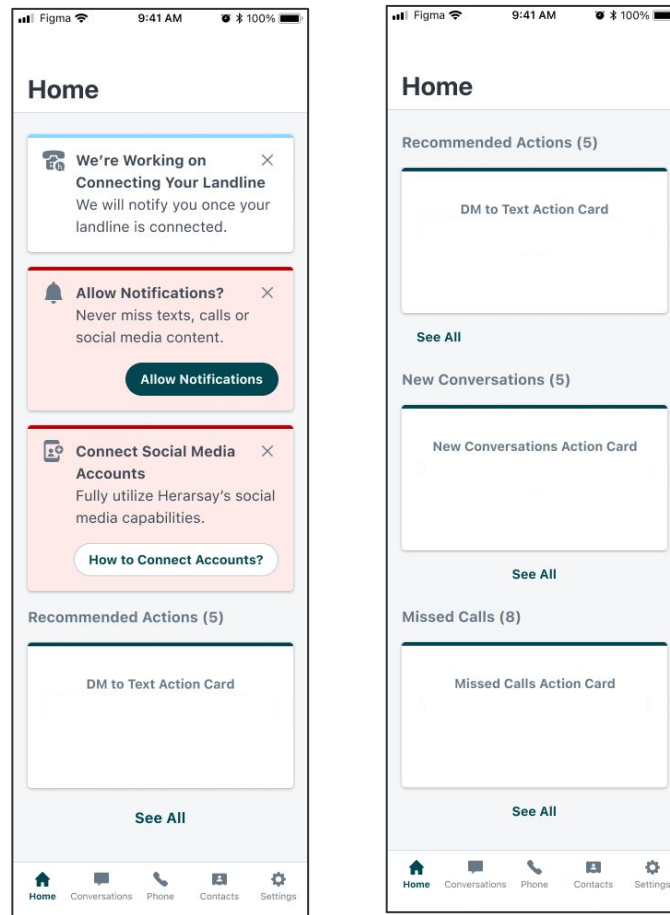 Figma 9:41 AM 100%
Home
We're Working on
Connecting Your Landline
We will notify you once your
landline is connected.
Allow Notifications?
Never miss texts, calls or
social media content.
Allow Notifications
Connect Social Media
Accounts
Fully utilize Herarsay's social
media capabilities.
How to Connect Accounts?
Recommended Actions (5)
DM to Text Action Card
See All
Home Conversations Phone Contacts Settings
Figma 9:41 AM 100%
Home
Recommended Actions (5)
DM to Text Action Card
See All
New Conversations (5)
New Conversations Action Card
See All
Missed Calls (8)
Missed Calls Action Card
See All
Home Conversations Phone Contacts Settings